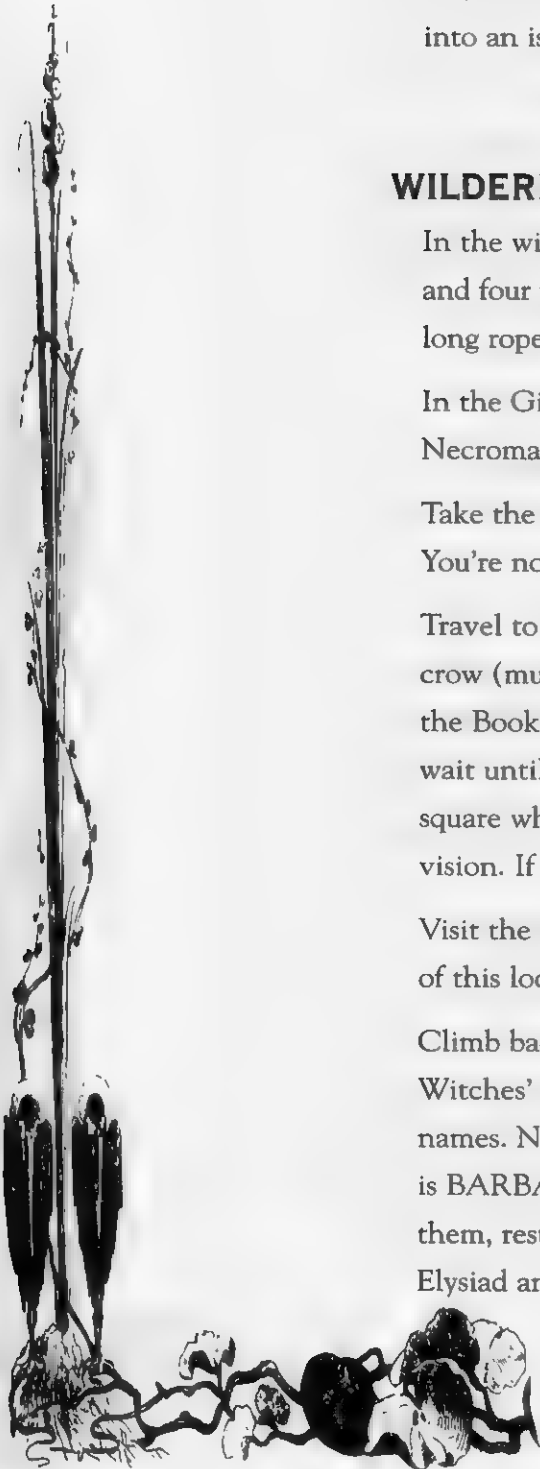 into an is
WILDER
In the wi
and four
long rope
In the Gi
Necroma
Take the
You're no
Travel to
crow (mu
the Book
wait until
square wh
vision. If
Visit the
of this loc
Climb ba
Witches'
names. N
is BARBA
them, rest
Elysiad an